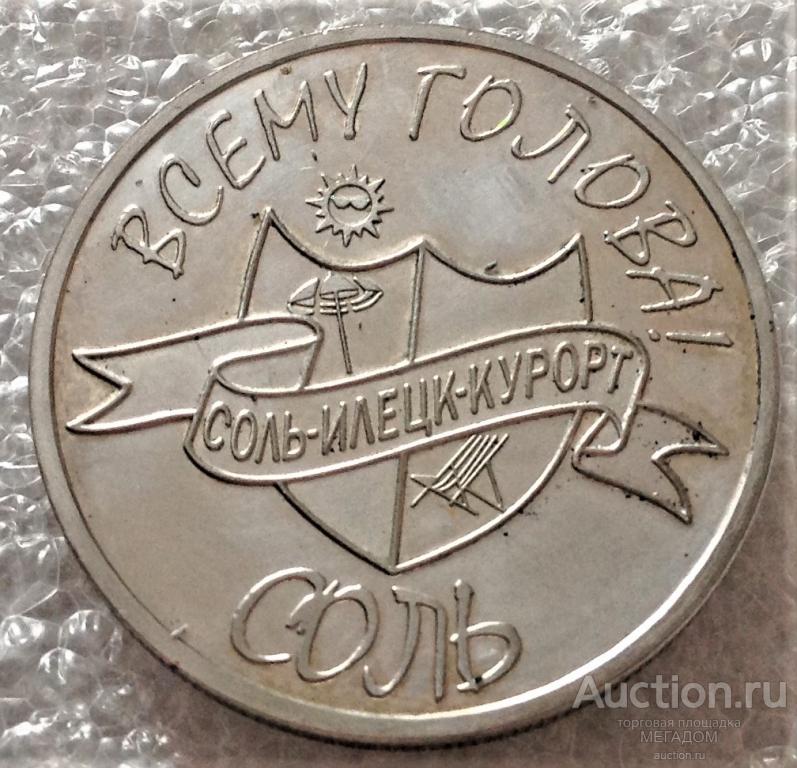 ВСЕМУ ГОЛОВА!
СОЛЬ-ИЛЕЦК-КУРОРТ
СОЛЬ
Auction.ru
торговая площадка
МЕГАДОМ
auction.ru